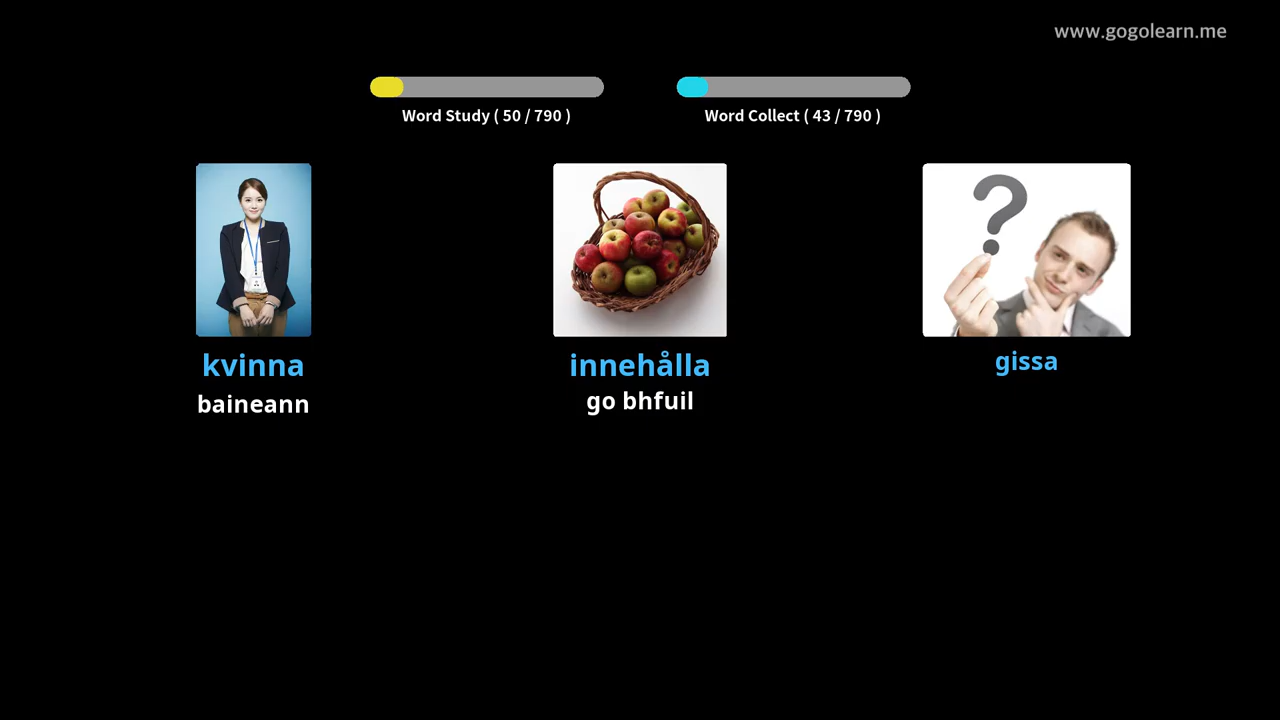 www.gogolearn.me
Word Study ( 50 / 790 )
Word Collect ( 43 / 790 )
kvinna
baineann
innehålla
go bhfuil
gissa